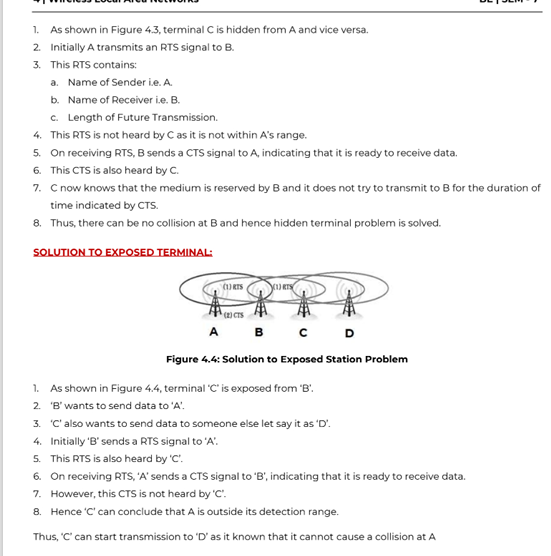 1. As shown in Figure 4.3, terminal C is hidden from A and vice versa.
2. Initially A transmits an RTS signal to B.
3. This RTS contains:
a. Name of Sender i.e. A.
b. Name of Receiver i.e. B.
c. Length of Future Transmission.
4. This RTS is not heard by C as it is not within A's range.
5. On receiving RTS, B sends a CTS signal to A, indicating that it is ready to receive data.
6. This CTS is also heard by C.
7. C now knows that the medium is reserved by B and it does not try to transmit to B for the duration of
time indicated by CTS.
8. Thus, there can be no collision at B and hence hidden terminal problem is solved.
SOLUTION TO EXPOSED TERMINAL:
(1) RTS (1) RTS
(2) CTS
A B C D
Figure 4.4: Solution to Exposed Station Problem
1. As shown in Figure 4.4, terminal 'C' is exposed from 'B'.
2. 'B' wants to send data to 'A'.
3. 'C' also wants to send data to someone else let say it as 'D'.
4. Initially 'B' sends a RTS signal to 'A'.
5. This RTS is also heard by 'C'.
6. On receiving RTS, 'A' sends a CTS signal to 'B', indicating that it is ready to receive data.
7. However, this CTS is not heard by 'C'.
8. Hence 'C' can conclude that A is outside its detection range.
Thus, 'C' can start transmission to 'D' as it known that it cannot cause a collision at A